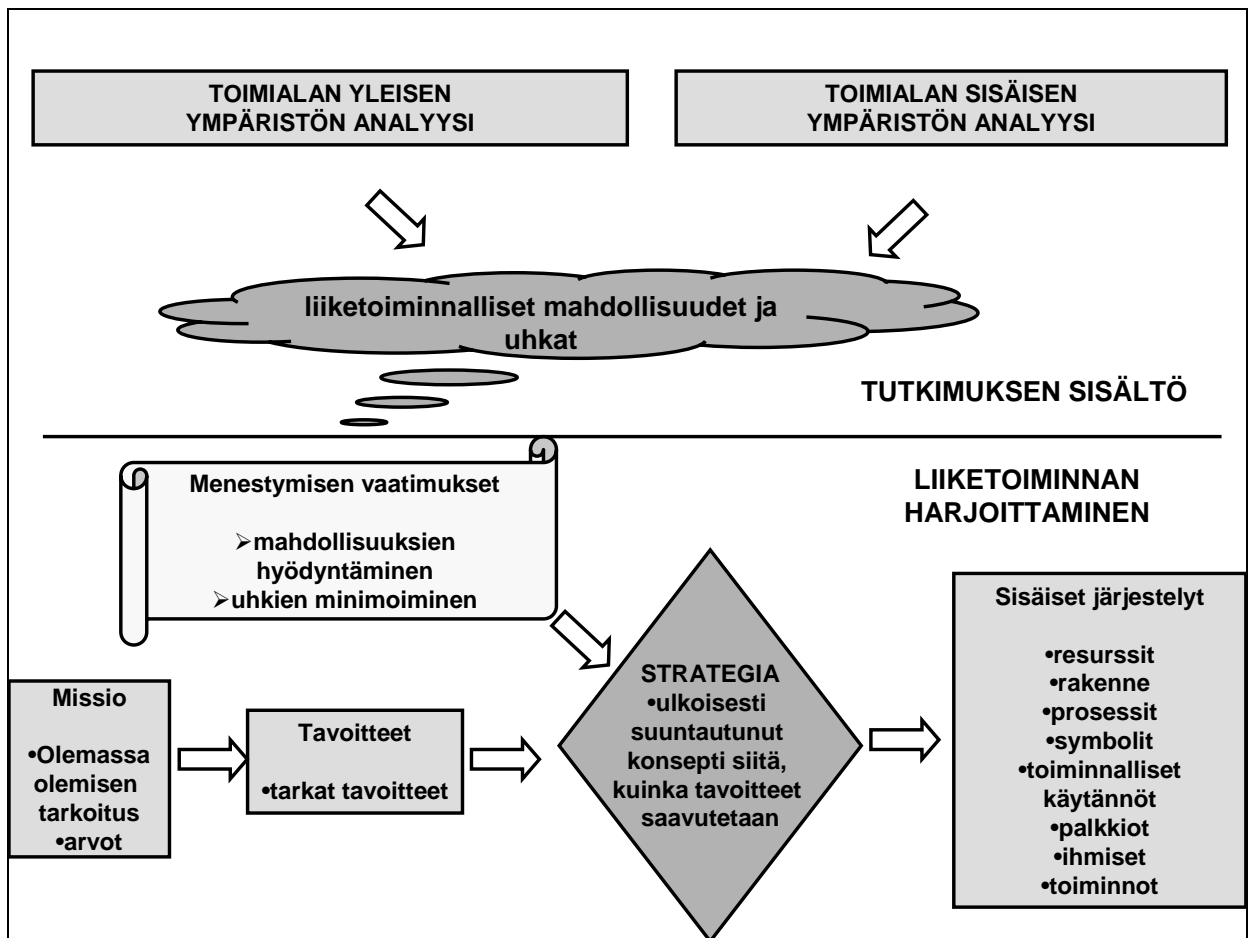 TOIMIALAN YLEISEN
YMPÄRISTÖN ANALYYSI
TOIMIALAN SISÄISEN
YMPÄRISTÖN ANALYYSI
liiketoiminnalliset mahdollisuudet ja
uhkat
TUTKIMUKSEN SISÄLTÖ
LIIKETOIMINNAN
HARJOITTAMINEN
Menestymisen vaatimukset
➢mahdollisuuksien
hyödyntäminen
➢uhkien minimoiminen
Missio
•Olemassa
olemisen
tarkoitus
•arvot
Tavoitteet
•tarkat tavoitteet
STRATEGIA
•ulkoisesti
suuntautunut
konsepti siitä,
kuinka tavoitteet
saavutetaan
Sisäiset järjestelyt
•resurssit
•rakenne
•prosessit
•symbolit
•toiminnalliset
käytännöt
•palkkiot
•ihmiset
•toiminnot